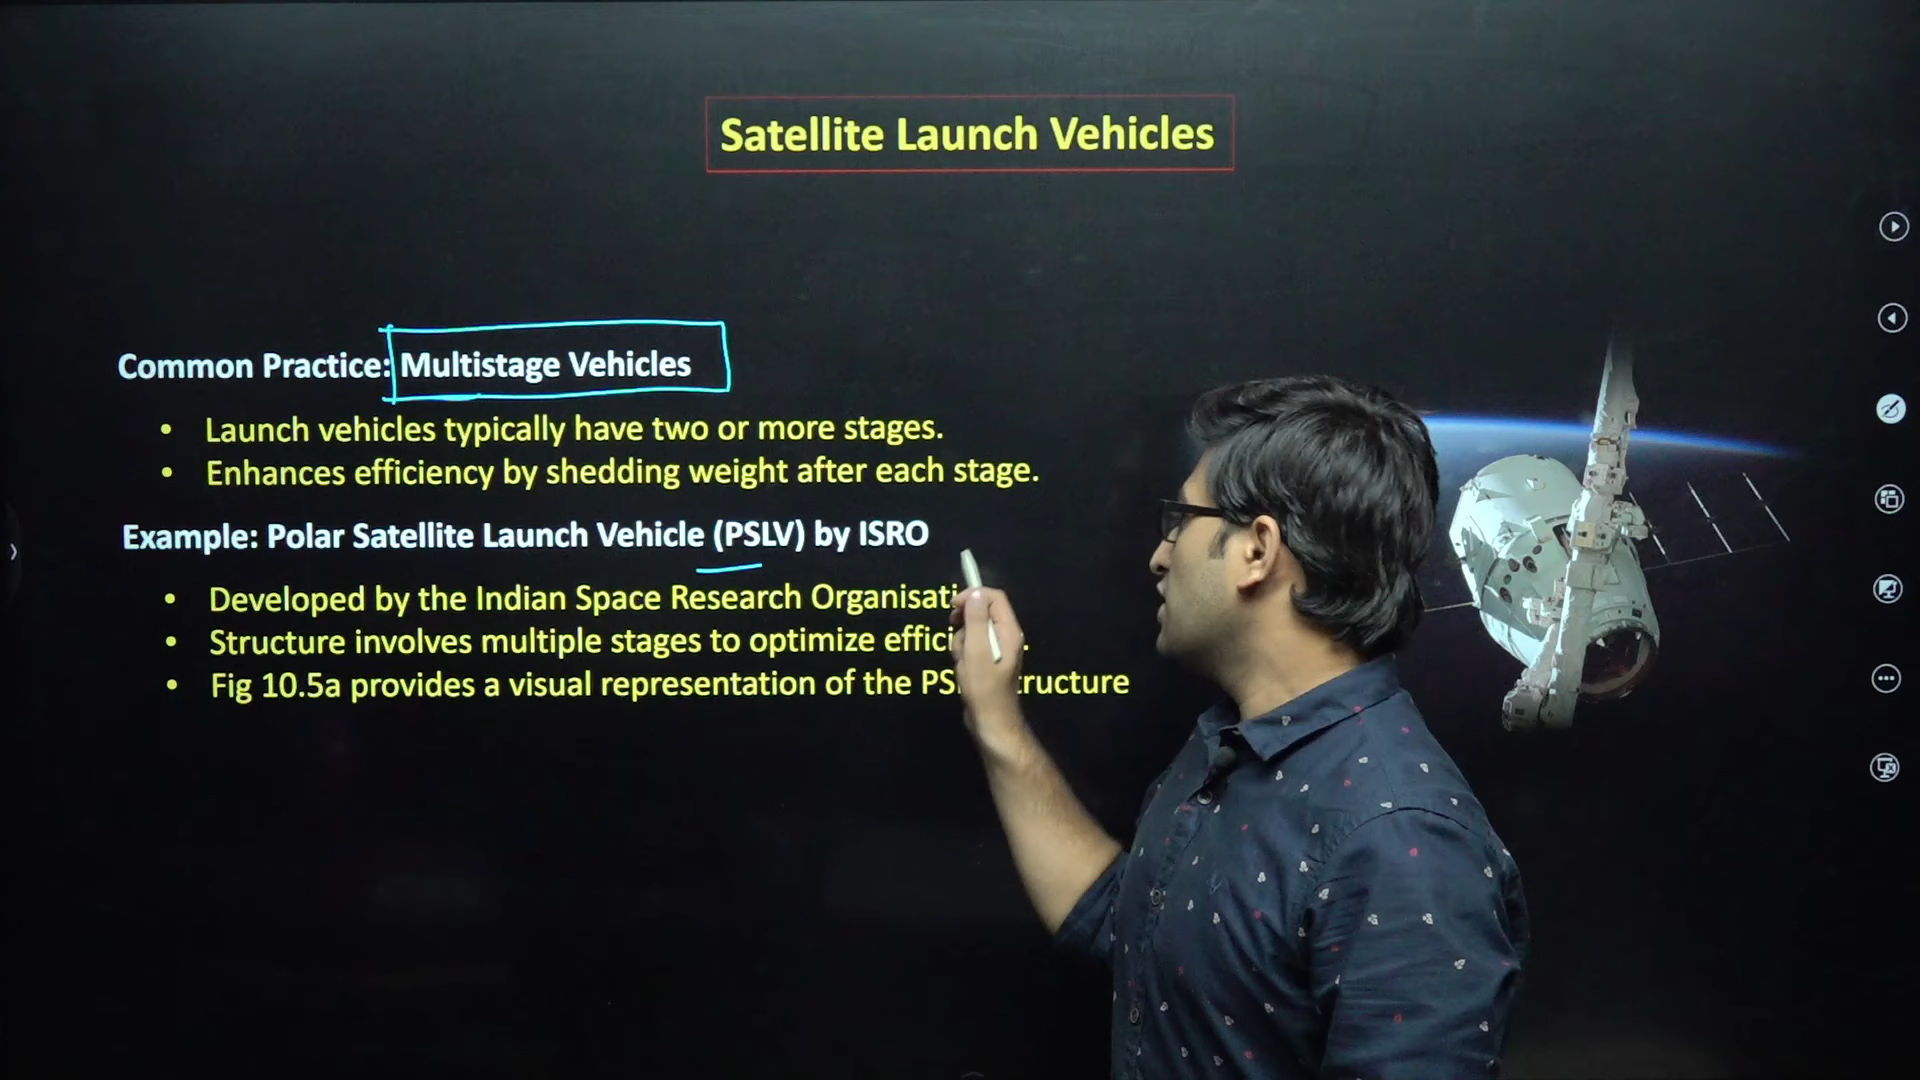 Satellite Launch Vehicles
Common Practice: Multistage Vehicles
• Launch vehicles typically have two or more stages.
• Enhances efficiency by shedding weight after each stage.
Example: Polar Satellite Launch Vehicle (PSLV) by ISRO
• Developed by the Indian Space Research
• Structure involves multiple stages to optimize
• Fig 10.5a provides a visual representation of the